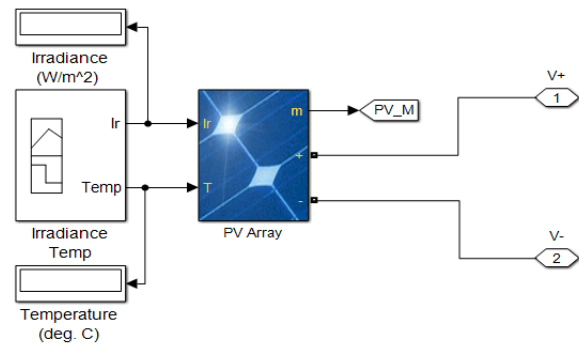 Irradiance
(W/m^2)
Ir
Temp
Irradiance
Temp
Temperature
(deg. C)
Ir
T
m
+
-
PV Array
PV_M
V+
1
V-
2